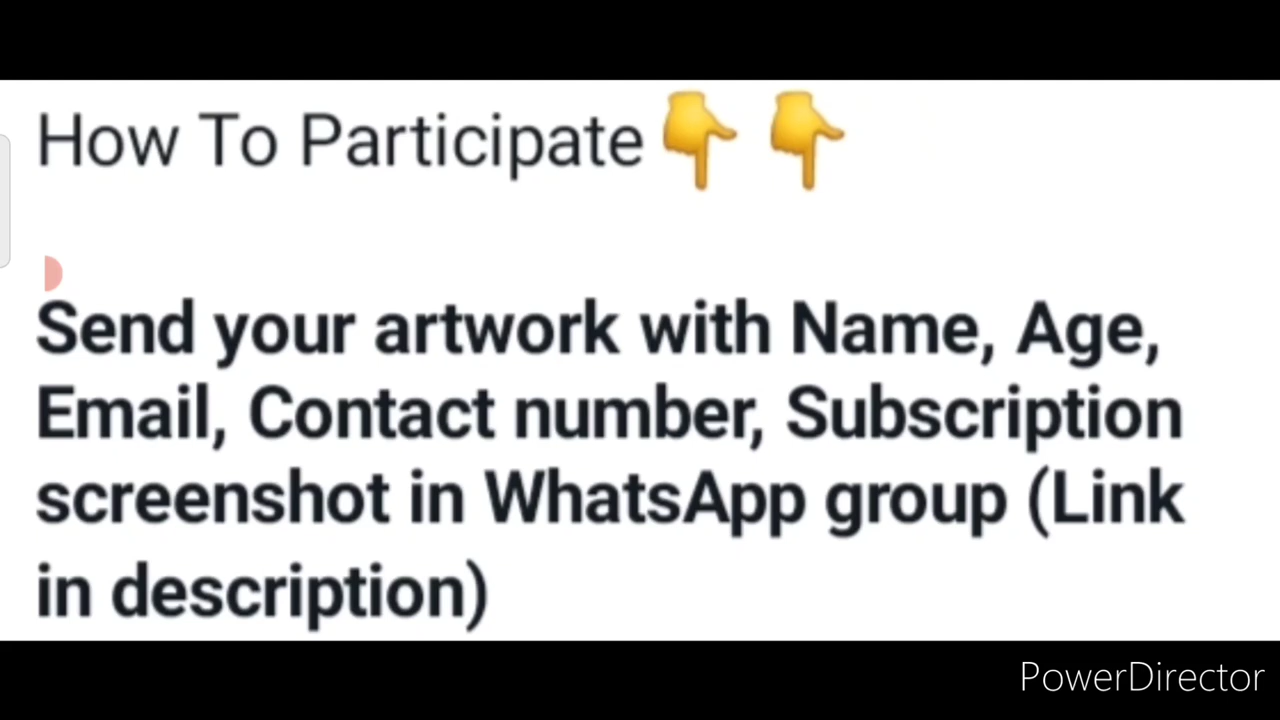 How To Participate👇 👇
Send your artwork with Name, Age,
Email, Contact number, Subscription
screenshot in WhatsApp group (Link
in description)
PowerDirector